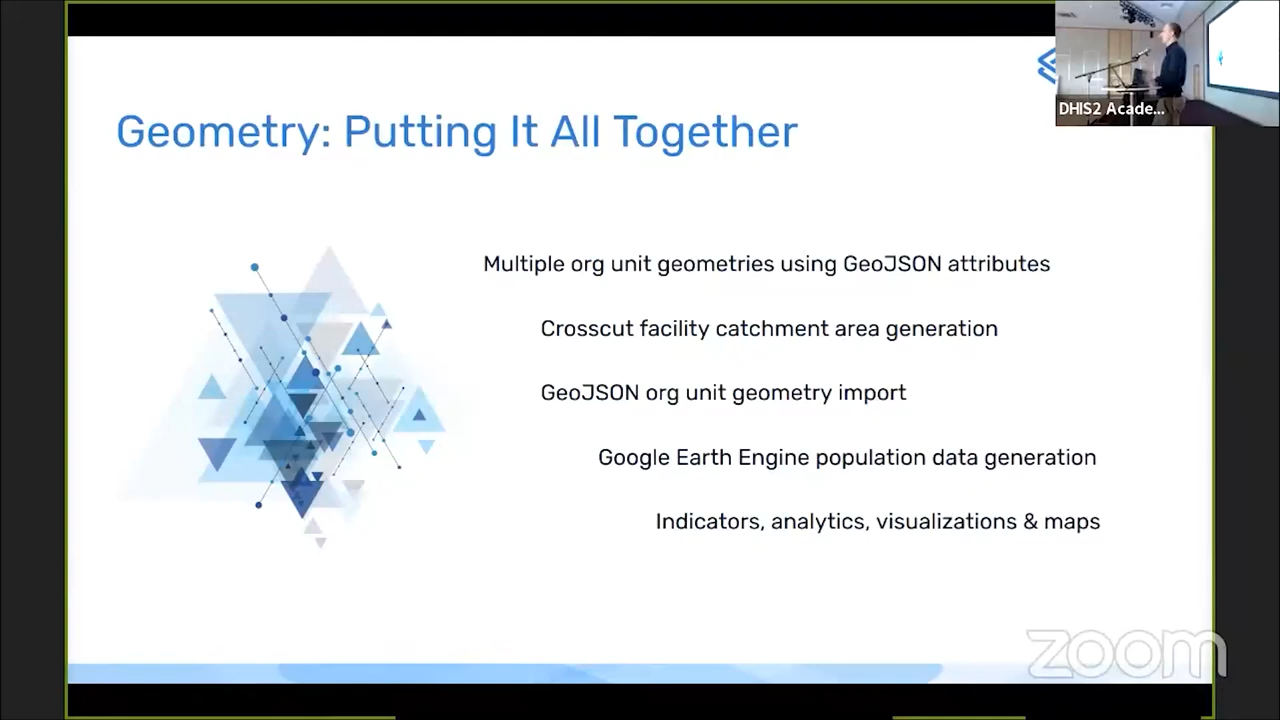 DHIS2 Acade...
Geometry: Putting It All Together
Multiple org unit geometries using GeoJSON attributes
Crosscut facility catchment area generation
GeoJSON org unit geometry import
Google Earth Engine population data generation
Indicators, analytics, visualizations & maps
zoom